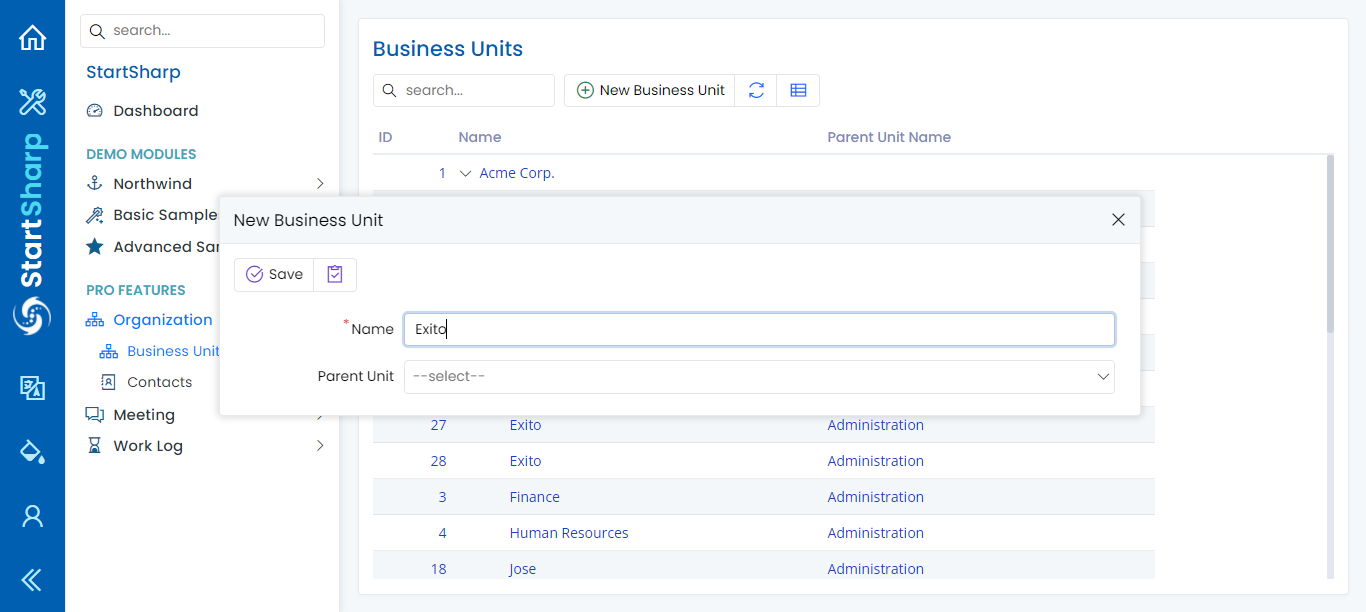 StartSharp
search...
StartSharp
Dashboard
DEMO MODULES
Northwind
Basic Sample
Advanced Sa
PRO FEATURES
Organization
Business Unit
Contacts
Meeting
Work Log
Business Units
search...
New Business Unit
ID Name Parent Unit Name
1 Acme Corp.
New Business Unit
Save
* Name Exito
Parent Unit --select--
27 Exito Administration
28 Exito Administration
3 Finance Administration
4 Human Resources Administration
18 Jose Administration